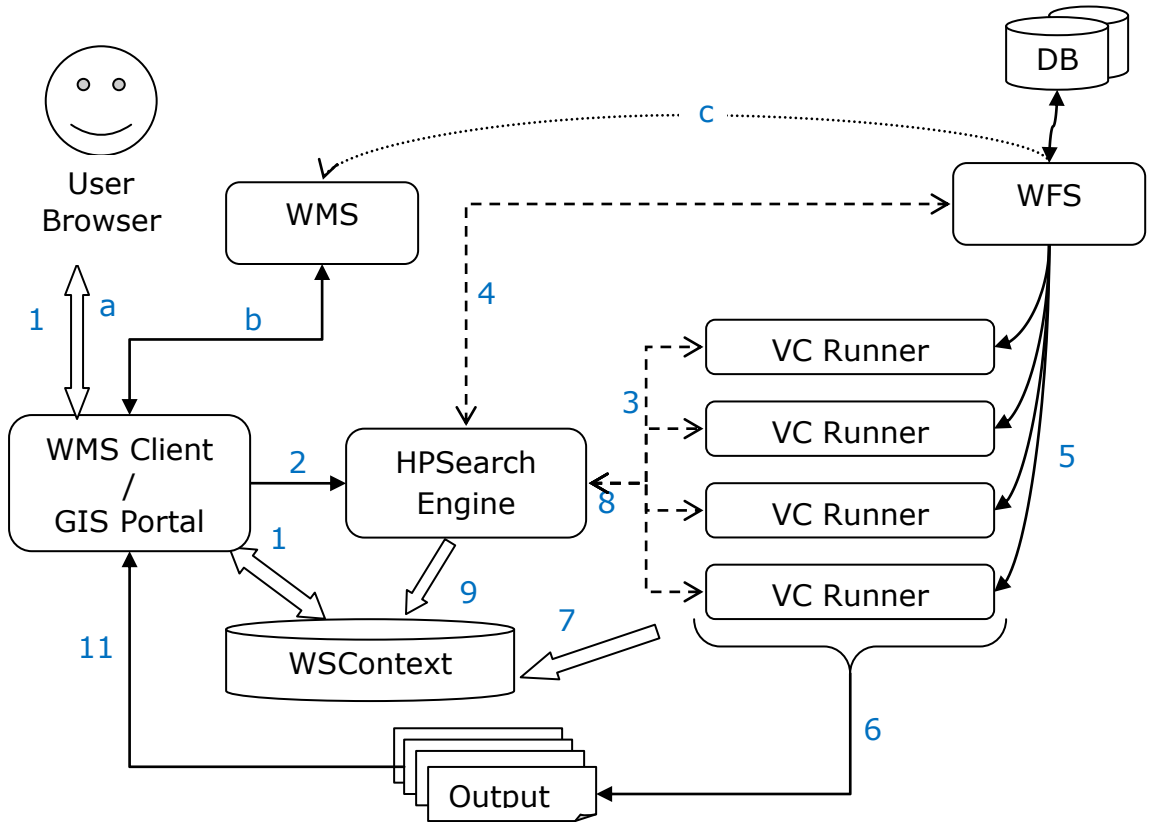 DB
c
User
Browser
WMS
WFS
4
1
a
b
VC Runner
3
VC Runner
5
WMS Client
/
GIS Portal
2
HPSearch
Engine
8
VC Runner
1
9
VC Runner
7
11
WSContext
6
Output